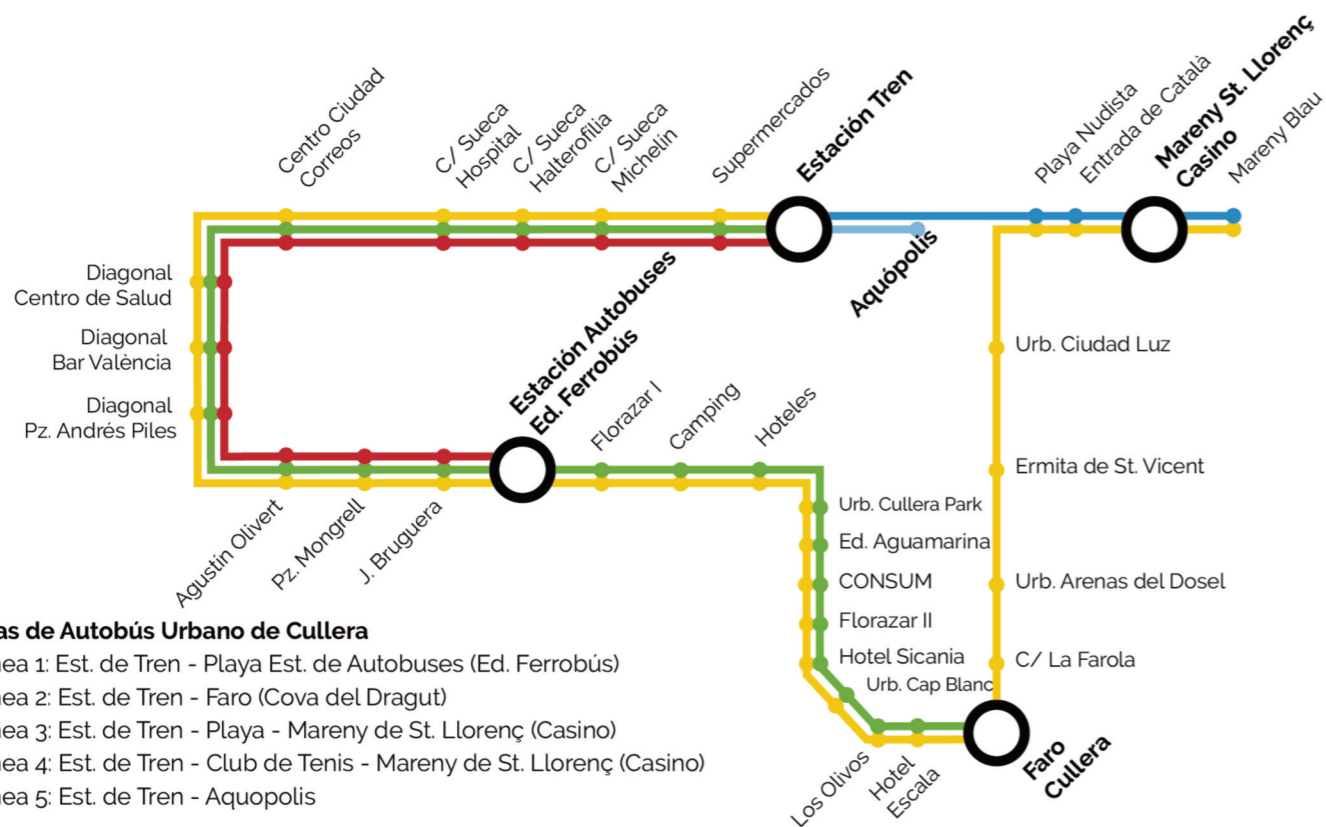 Centro Ciudad
Correos
C/ Sueca
Hospital
C/ Sueca
Halterofilia
C/ Sueca
Michelin
Supermercados
Estación Tren
Aquópolis
Playa Nudista
Entrada de Català
Mareny St. Llorenç
Casino
Mareny Blau
Diagonal
Centro de Salud
Diagonal
Bar València
Diagonal
Pz. Andrés Piles
Agustin Olivert
Pz. Mongrell
J. Bruguera
Estación Autobuses
Ed. Ferrobús
Florazar I
Camping
Hoteles
Urb. Cullera Park
Ed. Aguamarina
CONSUM
Florazar II
Hotel Sicania
Urb. Cap Blanc
Los Olivos
Hotel
Escala
Faro
Cullera
Urb. Ciudad Luz
Ermita de St. Vicent
Urb. Arenas del Dosel
C/ La Farola
as de Autobús Urbano de Cullera
ea 1: Est. de Tren - Playa Est. de Autobuses (Ed. Ferrobús)
ea 2: Est. de Tren - Faro (Cova del Dragut)
ea 3: Est. de Tren - Playa - Mareny de St. Llorenç (Casino)
ea 4: Est. de Tren - Club de Tenis - Mareny de St. Llorenç (Casino)
ea 5: Est. de Tren - Aquopolis